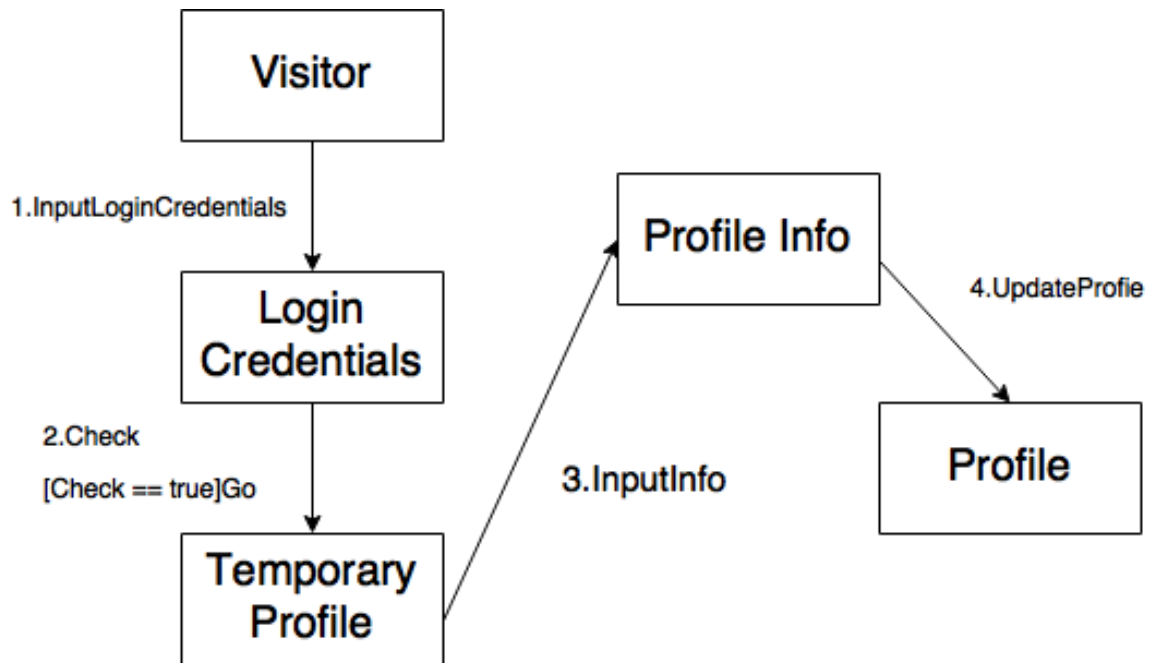 Visitor
1.InputLoginCredentials
Login
Credentials
2.Check
[Check == true]Go
Temporary
Profile
3.InputInfo
Profile Info
4.UpdateProfie
Profile